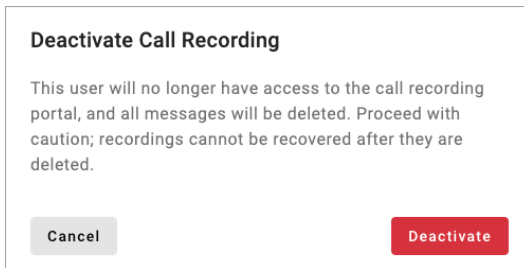 Deactivate Call Recording
This user will no longer have access to the call recording
portal, and all messages will be deleted. Proceed with
caution; recordings cannot be recovered after they are
deleted.
Cancel
Deactivate